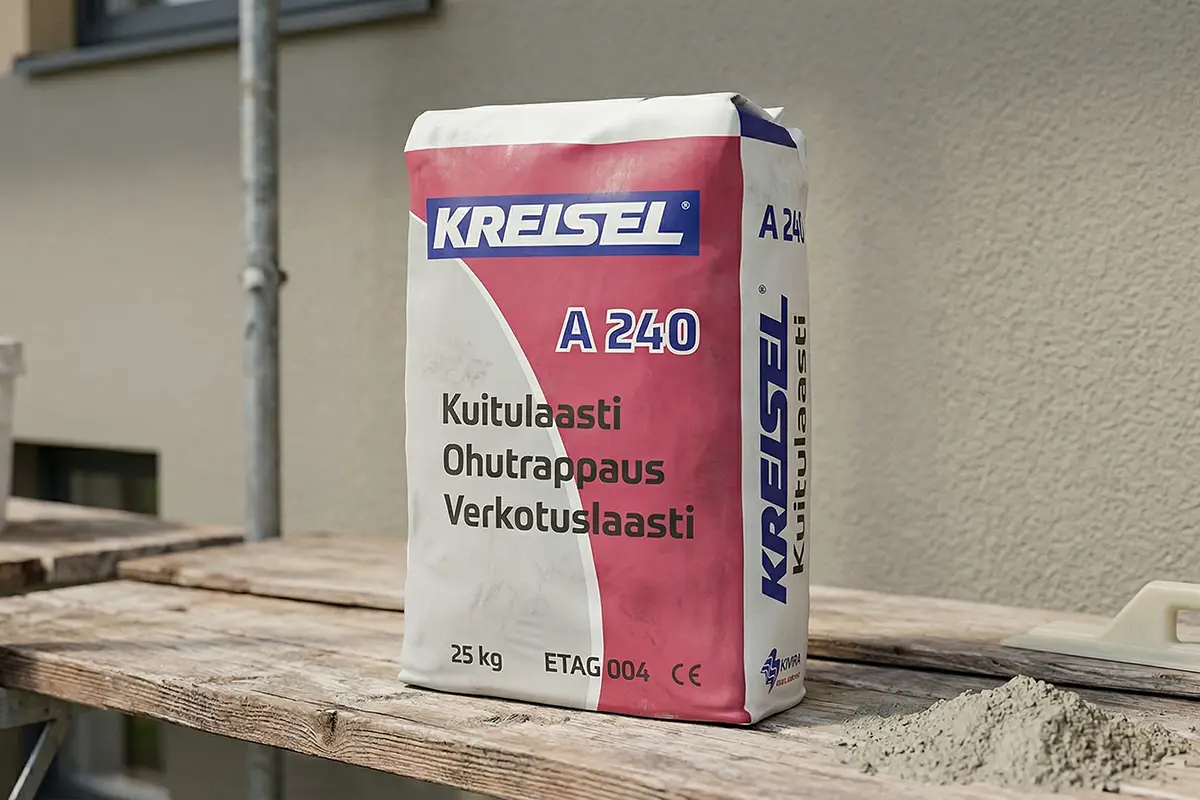 KREISEL®
A 240
Kuitulaasti
Ohutrappaus
Verkotuslaasti
25 kg
ETAG 004 CE
A 240
KREISEL®
Kuitulaasti
KIVIRA